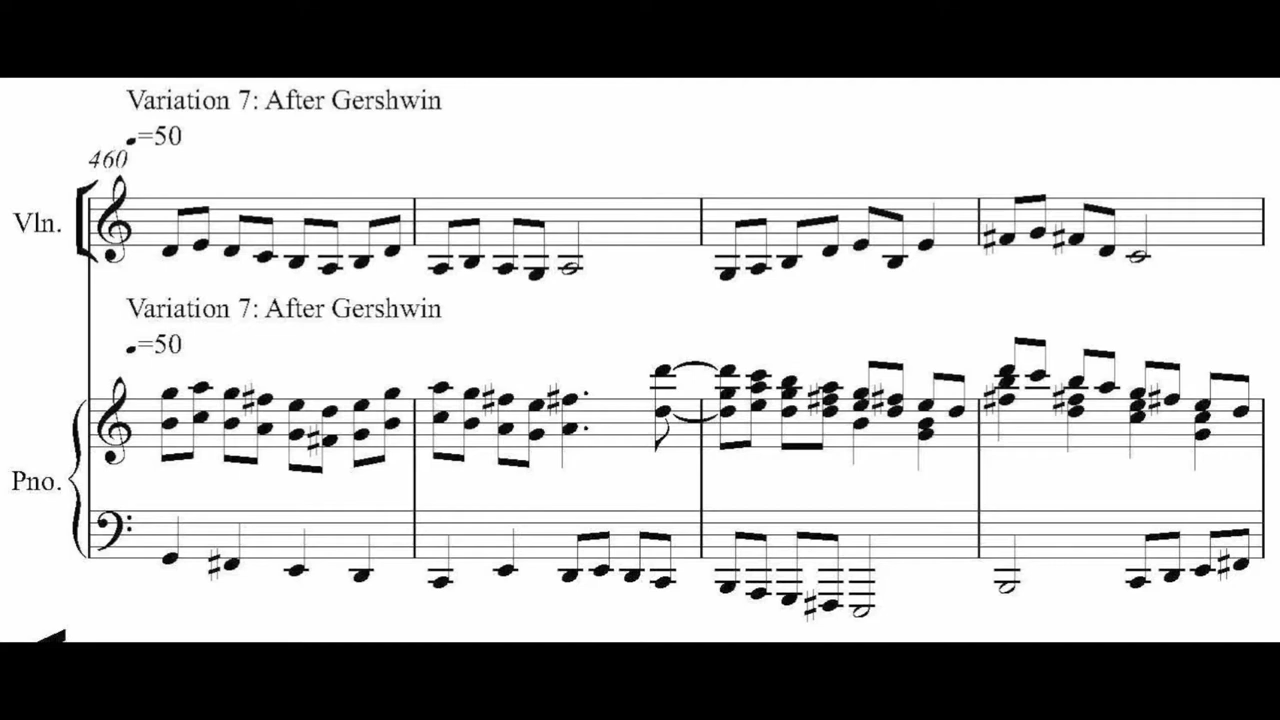 Variation 7: After Gershwin
=50
460
Vln.
Variation 7: After Gershwin
=50
Pno.